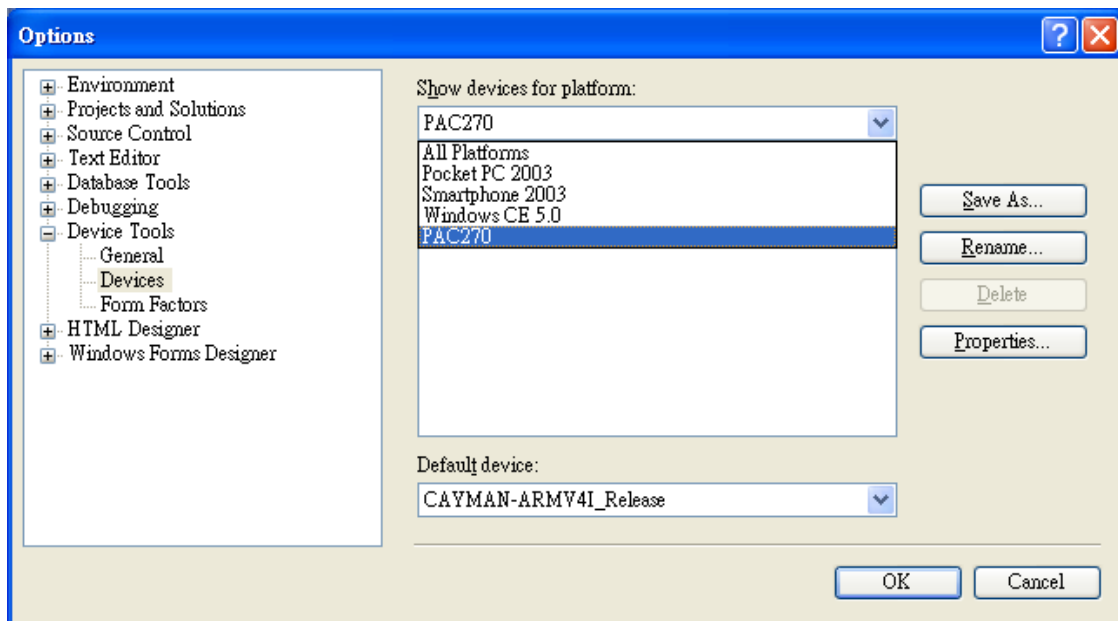 Options
Environment
Projects and Solutions
Source Control
Text Editor
Database Tools
Debugging
Device Tools
General
Devices
Form Factors
HTML Designer
Windows Forms Designer
Show devices for platform:
PAC270
All Platforms
Pocket PC 2003
Smartphone 2003
Windows CE 5.0
PAC270
Save As...
Rename...
Delete
Properties...
Default device:
CAYMAN-ARMV4I_Release
OK
Cancel